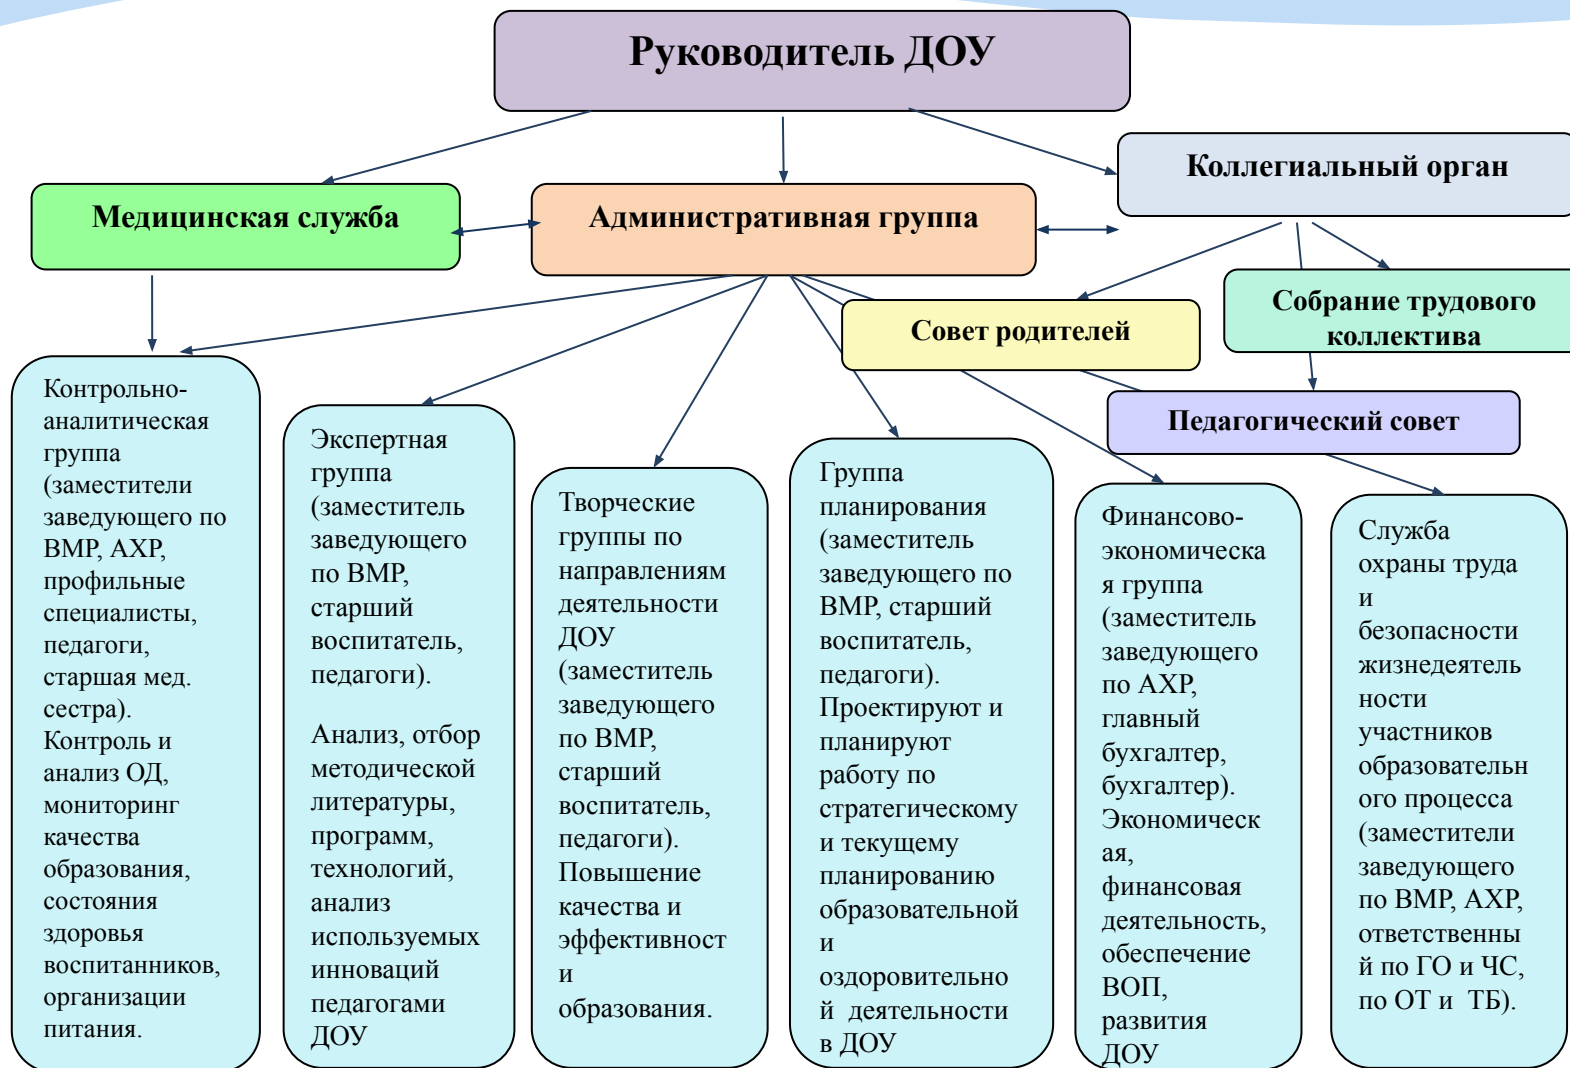 Руководитель ДОУ
Медицинская служба
Административная группа
Коллегиальный орган
Совет родителей
Собрание трудового
коллектива
Педагогический совет
Контрольно-
аналитическая
группа
(заместители
заведующего по
ВМР, АХР,
профильные
специалисты,
педагоги,
старшая мед.
сестра).
Контроль и
анализ ОД,
мониторинг
качества
образования,
состояния
здоровья
воспитанников,
организации
питания.
Экспертная
группа
(заместитель
заведующего
по ВМР,
старший
воспитатель,
педагоги).
Анализ, отбор
методической
литературы,
программ,
технологий,
анализ
используемых
инноваций
педагогами
ДОУ
Творческие
группы по
направлениям
деятельности
ДОУ
(заместитель
заведующего
по ВМР,
старший
воспитатель,
педагоги).
Повышение
качества и
эффективност
и
образования.
Группа
планирования
(заместитель
заведующего по
ВМР, старший
воспитатель,
педагоги).
Проектируют и
планируют
работу по
стратегическому
и текущему
планированию
образовательной
и
оздоровительно
й деятельности
в ДОУ
Финансово-
экономическа
я группа
(заместитель
заведующего
по АХР,
главный
бухгалтер,
бухгалтер).
Экономическ
ая,
финансовая
деятельность,
обеспечение
ВОП,
развития
ДОУ
Служба
охраны труда
и
безопасности
жизнедеятель
ности
участников
образовательн
ого процесса
(заместители
заведующего
по ВМР, АХР,
ответственны
й по ГО и ЧС,
по ОТ и ТБ).